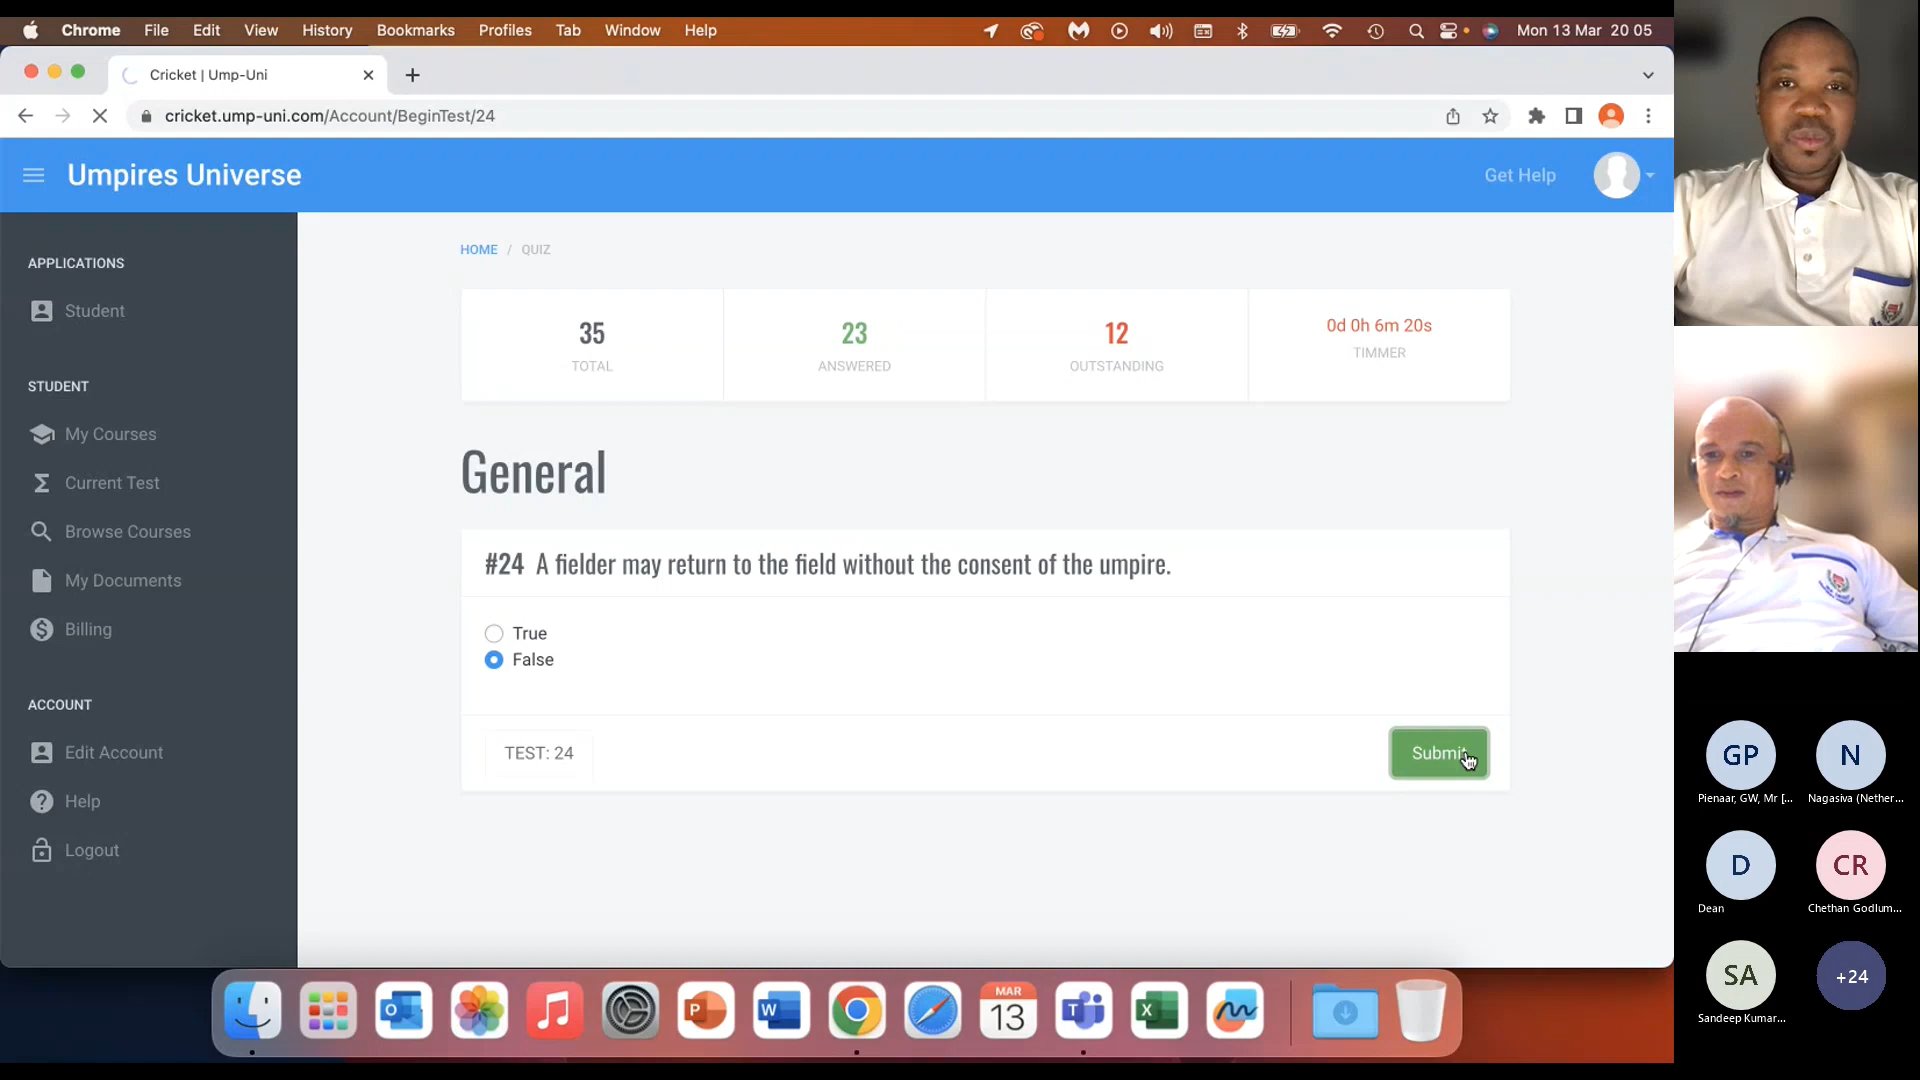 Chrome File Edit View History Bookmarks Profiles Tab Window Help
Mon 13 Mar 20 05
Cricket | Ump-Uni
cricket.ump-uni.com/Account/BeginTest/24
Umpires Universe
Get Help
APPLICATIONS
Student
STUDENT
My Courses
Current Test
Browse Courses
My Documents
Billing
ACCOUNT
Edit Account
Help
Logout
HOME / QUIZ
35
TOTAL
23
ANSWERED
12
OUTSTANDING
0d 0h 6m 20s
TIMMER
General
#24 A fielder may return to the field without the consent of the umpire.
True
False
TEST: 24
Submit
GP
Pienaar, GW, Mr [...
N
Nagasiva (Nether...
D
Dean
CR
Chethan Godlum...
SA
Sandeep Kumar...
+24
MAR
13